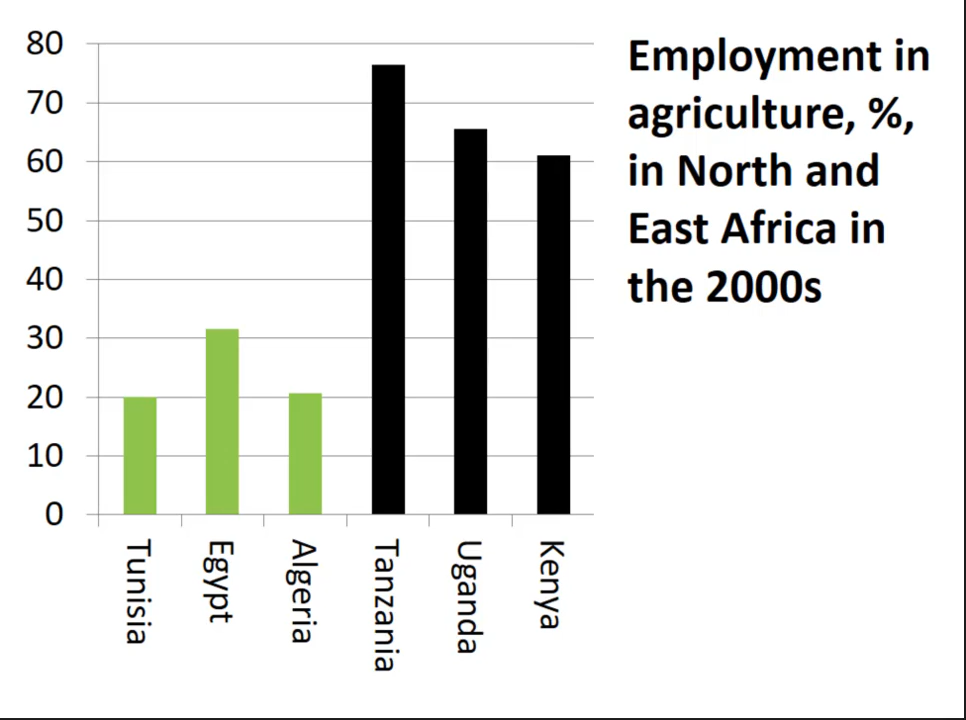 Employment in
agriculture, %,
in North and
East Africa in
the 2000s
80
70
60
50
40
30
20
10
0
Tunisia
Egypt
Algeria
Tanzania
Uganda
Kenya